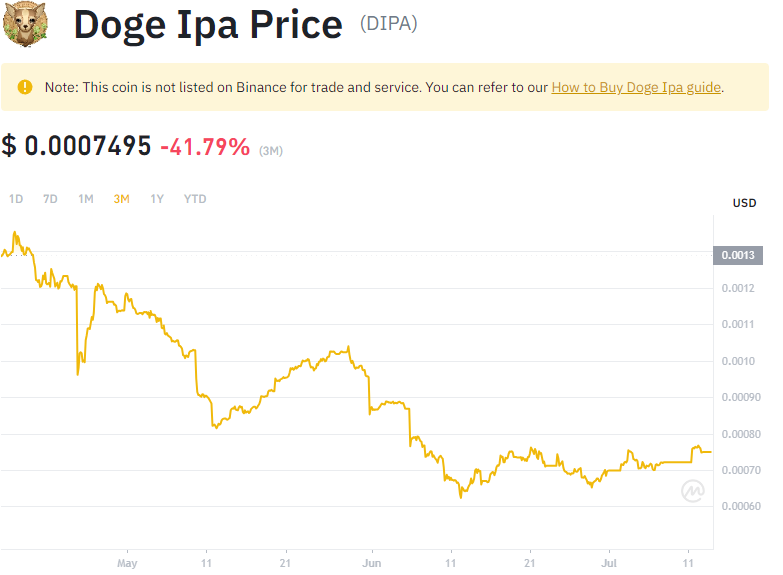 Doge Ipa Price (DIPA)
Note: This coin is not listed on Binance for trade and service. You can refer to our How to Buy Doge Ipa guide.
$ 0.0007495 -41.79% (3M)
1D 7D 1M 3M 1Y YTD
USD
0.0013
0.0012
0.0011
0.0010
0.00090
0.00080
0.00070
0.00060
May 11 21 Jun 11 21 Jul 11